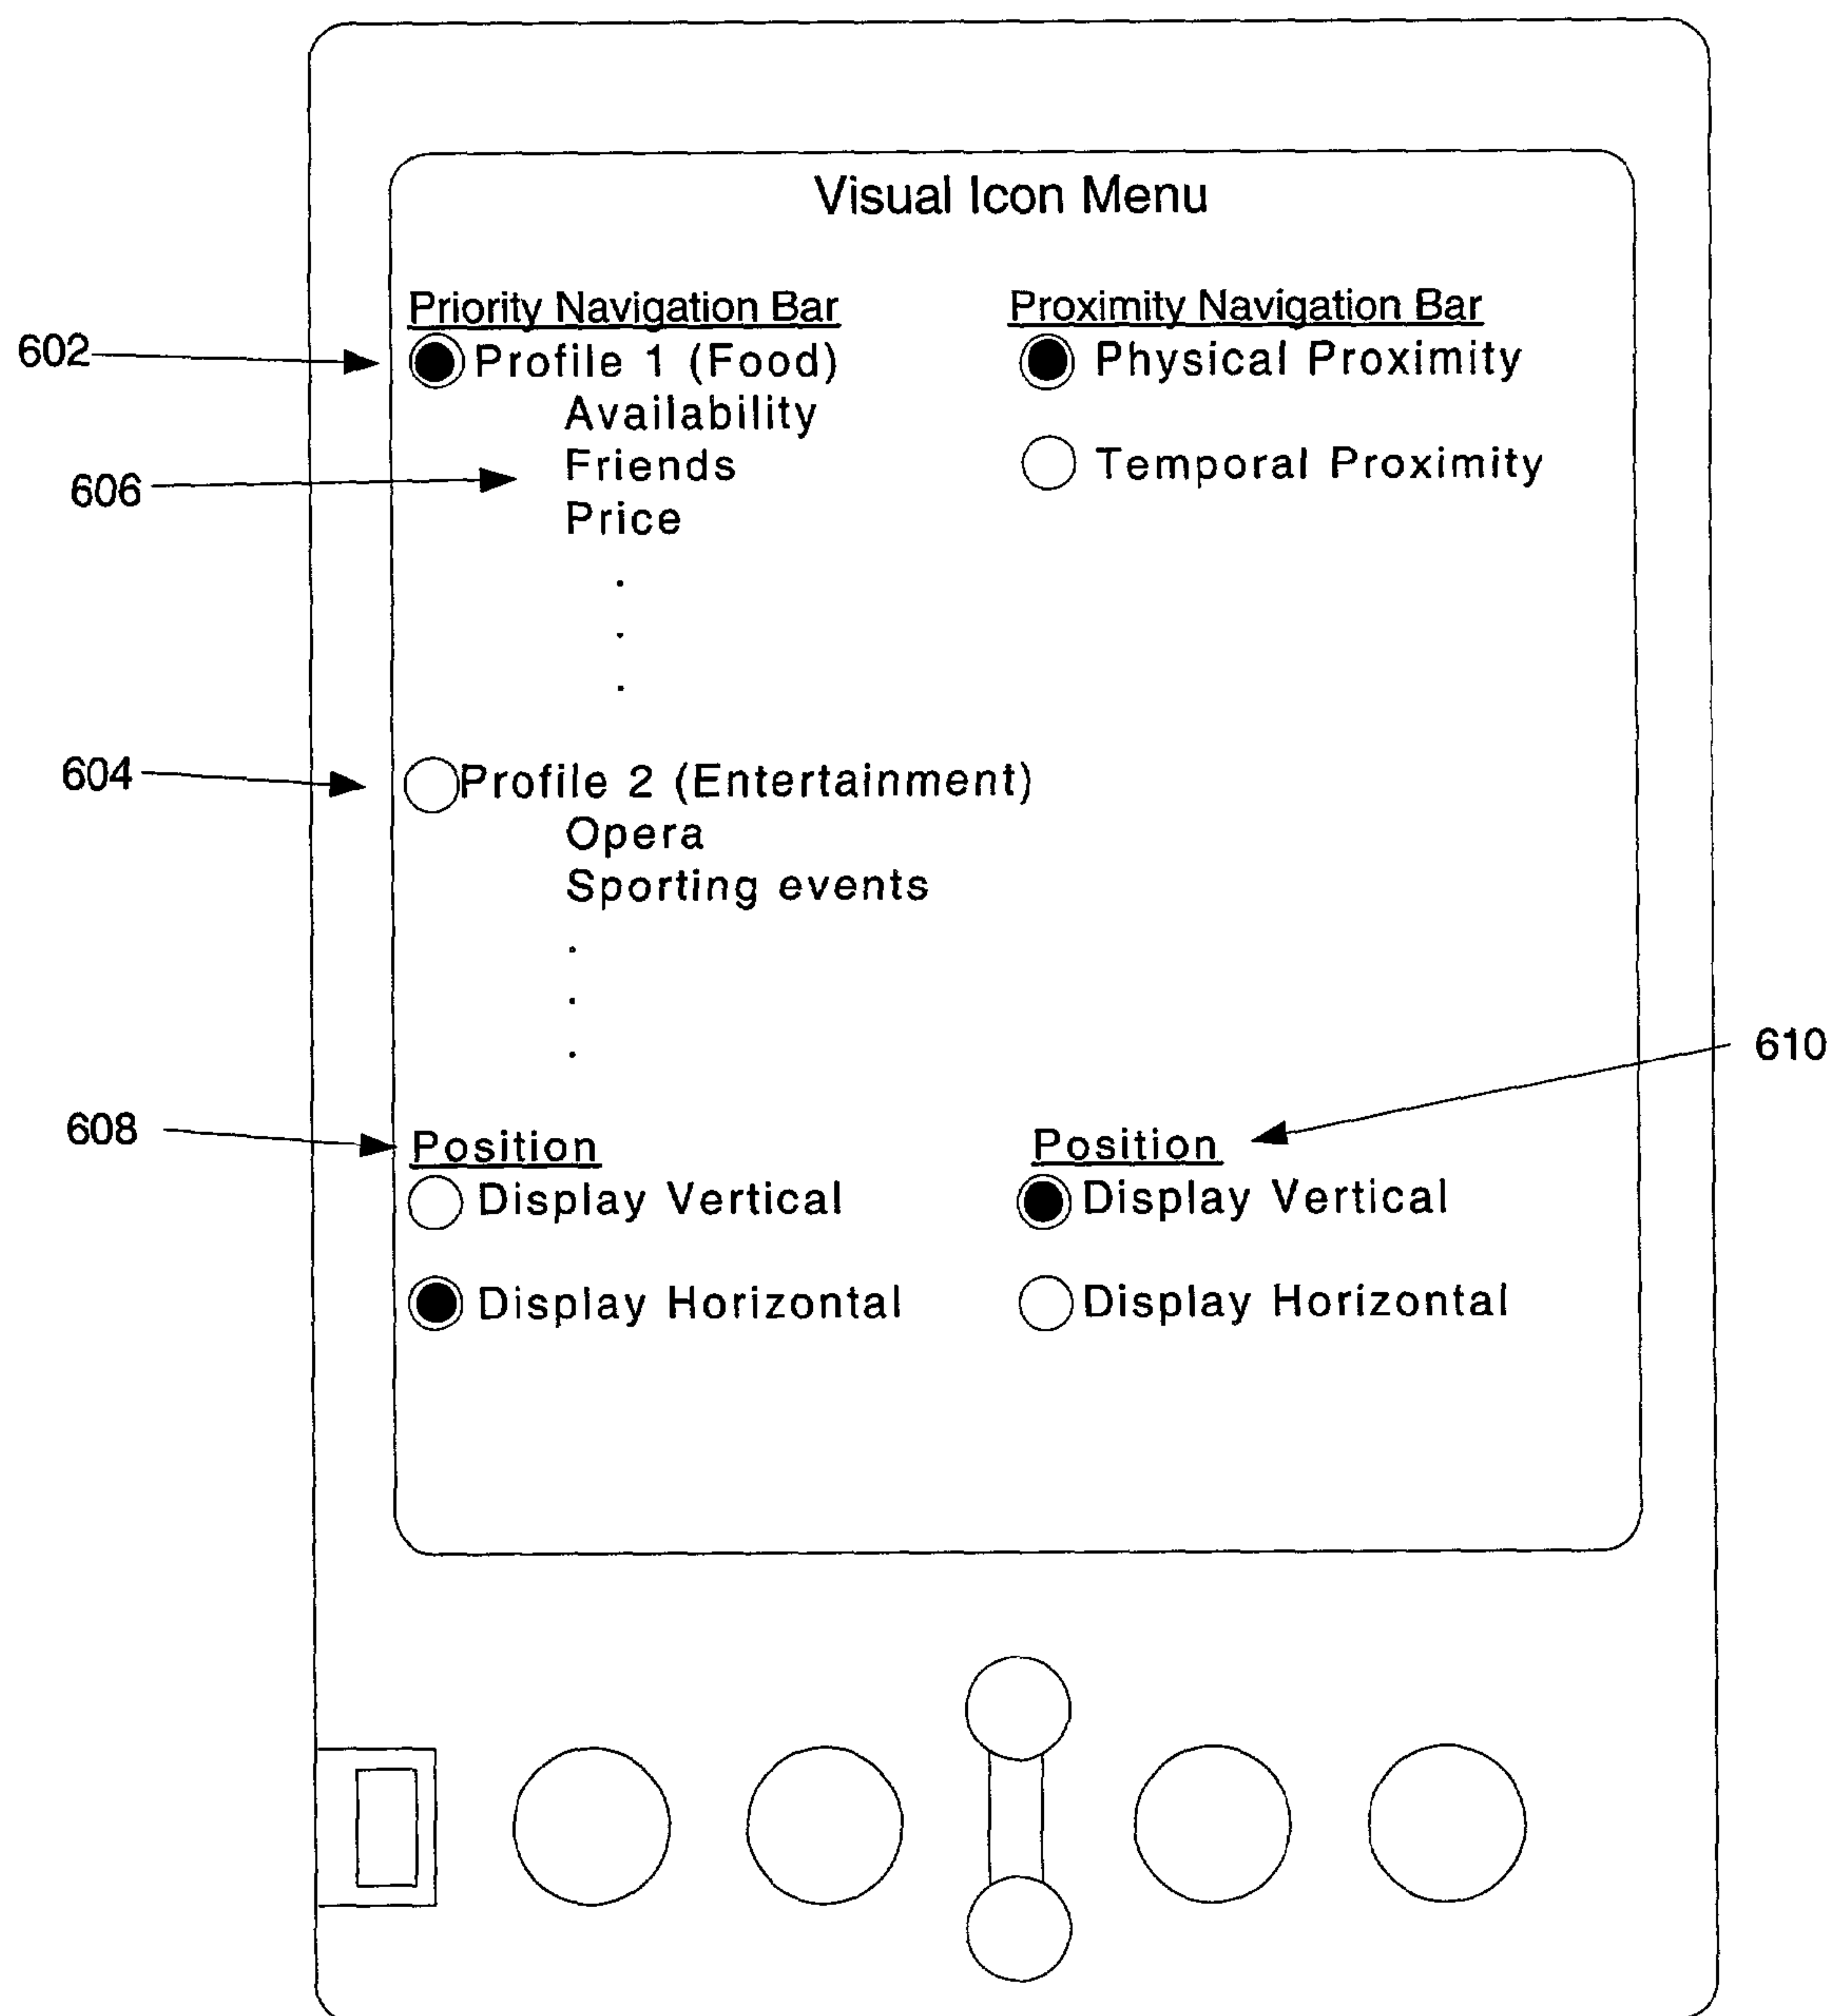 Visual Icon Menu
Priority Navigation Bar
Proximity Navigation Bar
602
Profile 1 (Food)
Physical Proximity
Availability
Friends
Temporal Proximity
606
Price
.
.
.
604
Profile 2 (Entertainment)
Opera
Sporting events
.
.
.
610
608
Position
Position
Display Vertical
Display Vertical
Display Horizontal
Display Horizontal